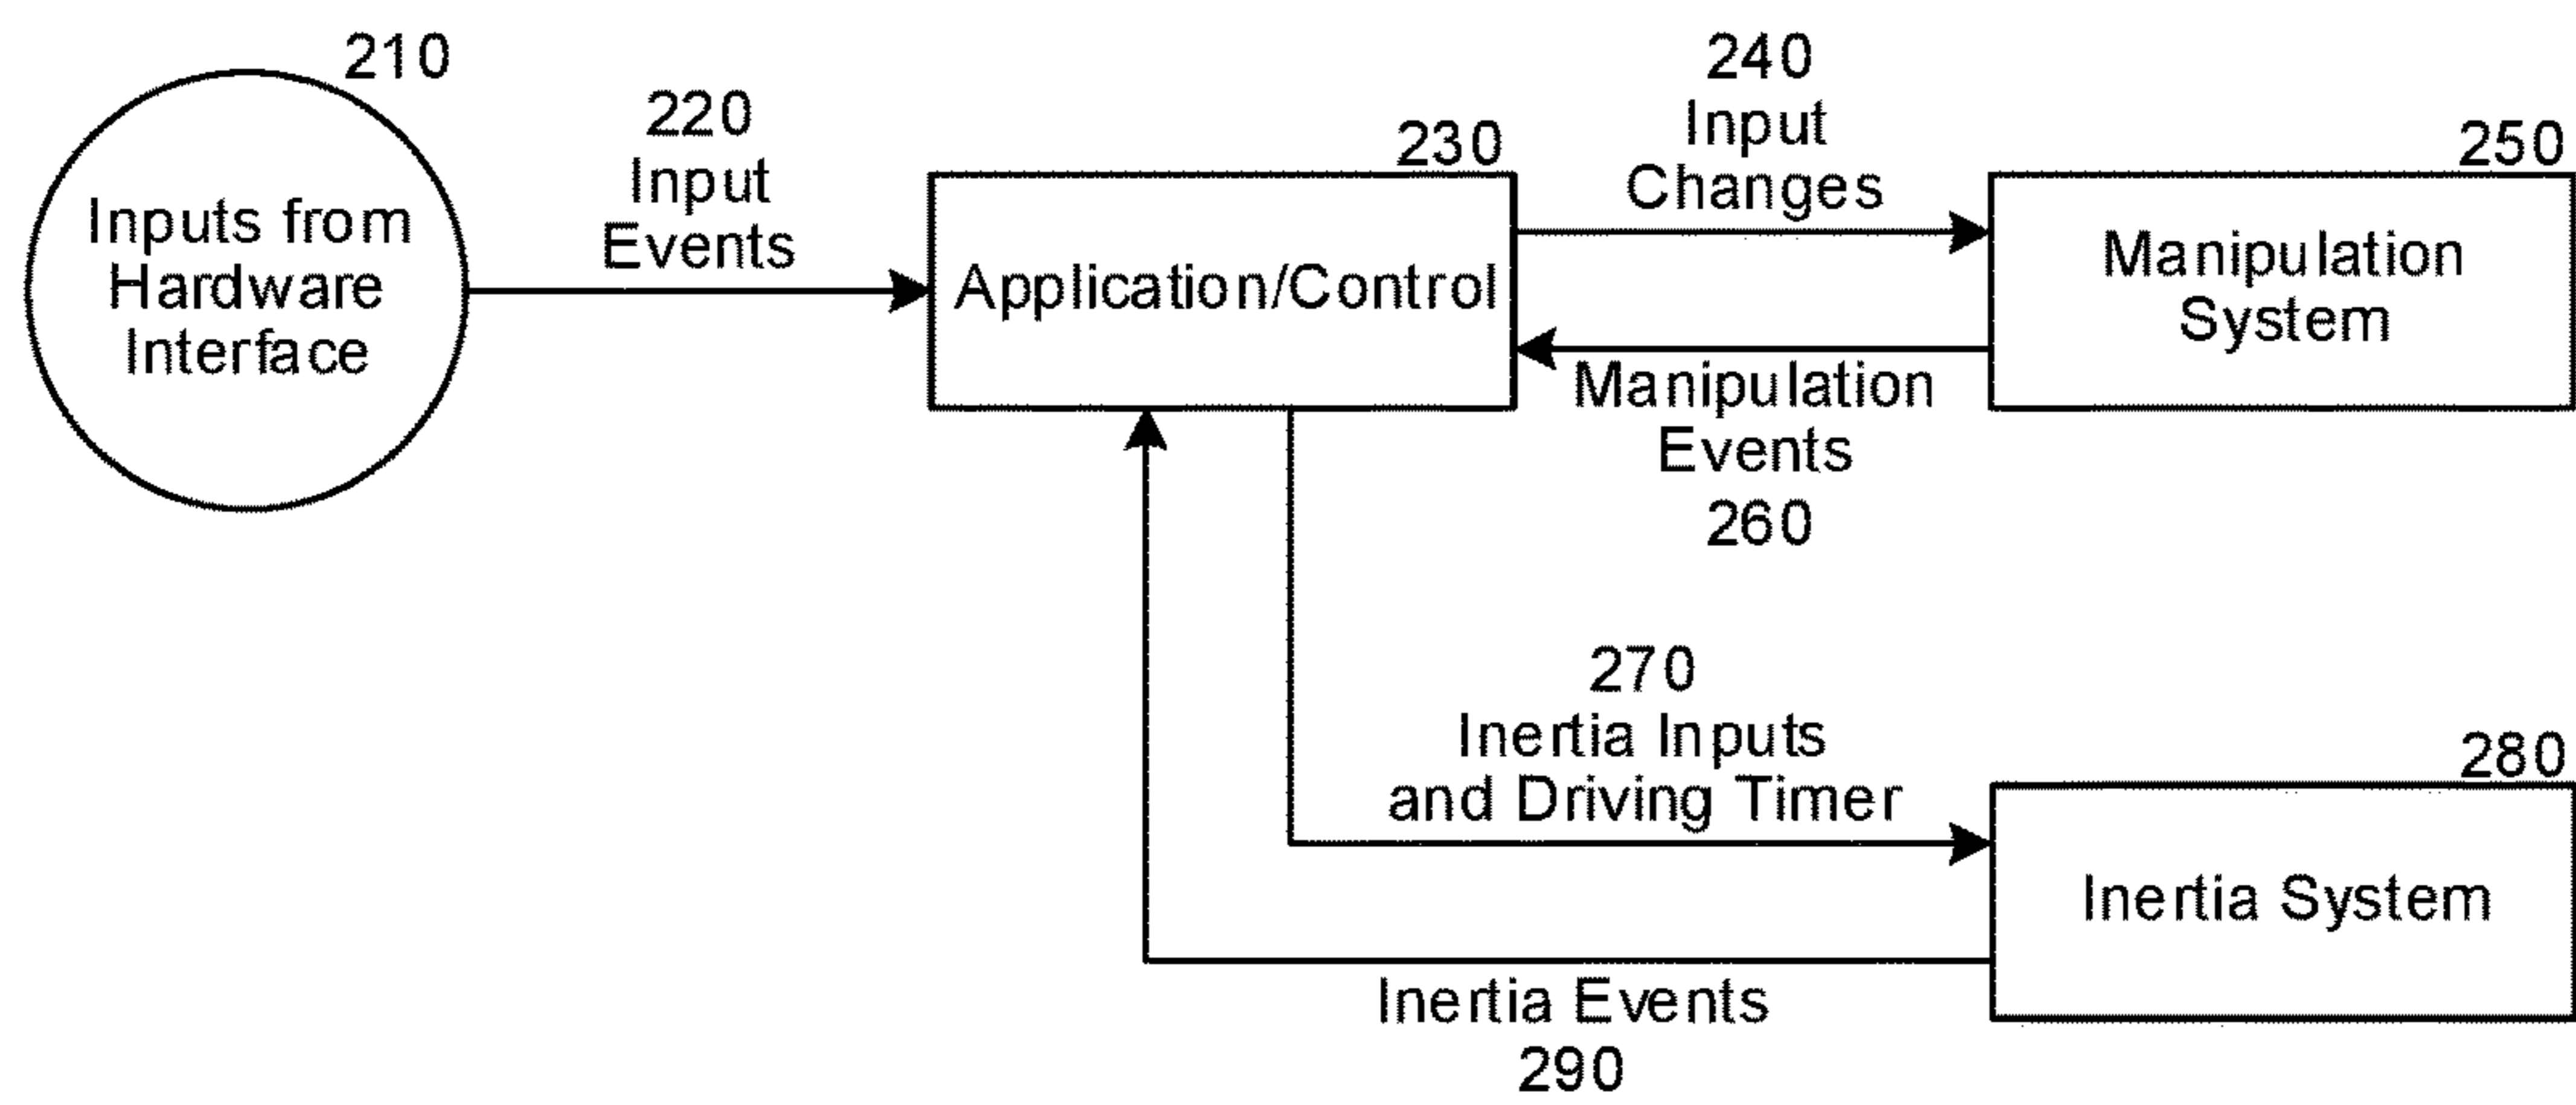 210
Inputs from
Hardware
Interface
220
Input
Events
230
Application/Control
240
Input
Changes
250
Manipulation
System
Manipulation
Events
260
270
Inertia Inputs
and Driving Timer
280
Inertia System
Inertia Events
290